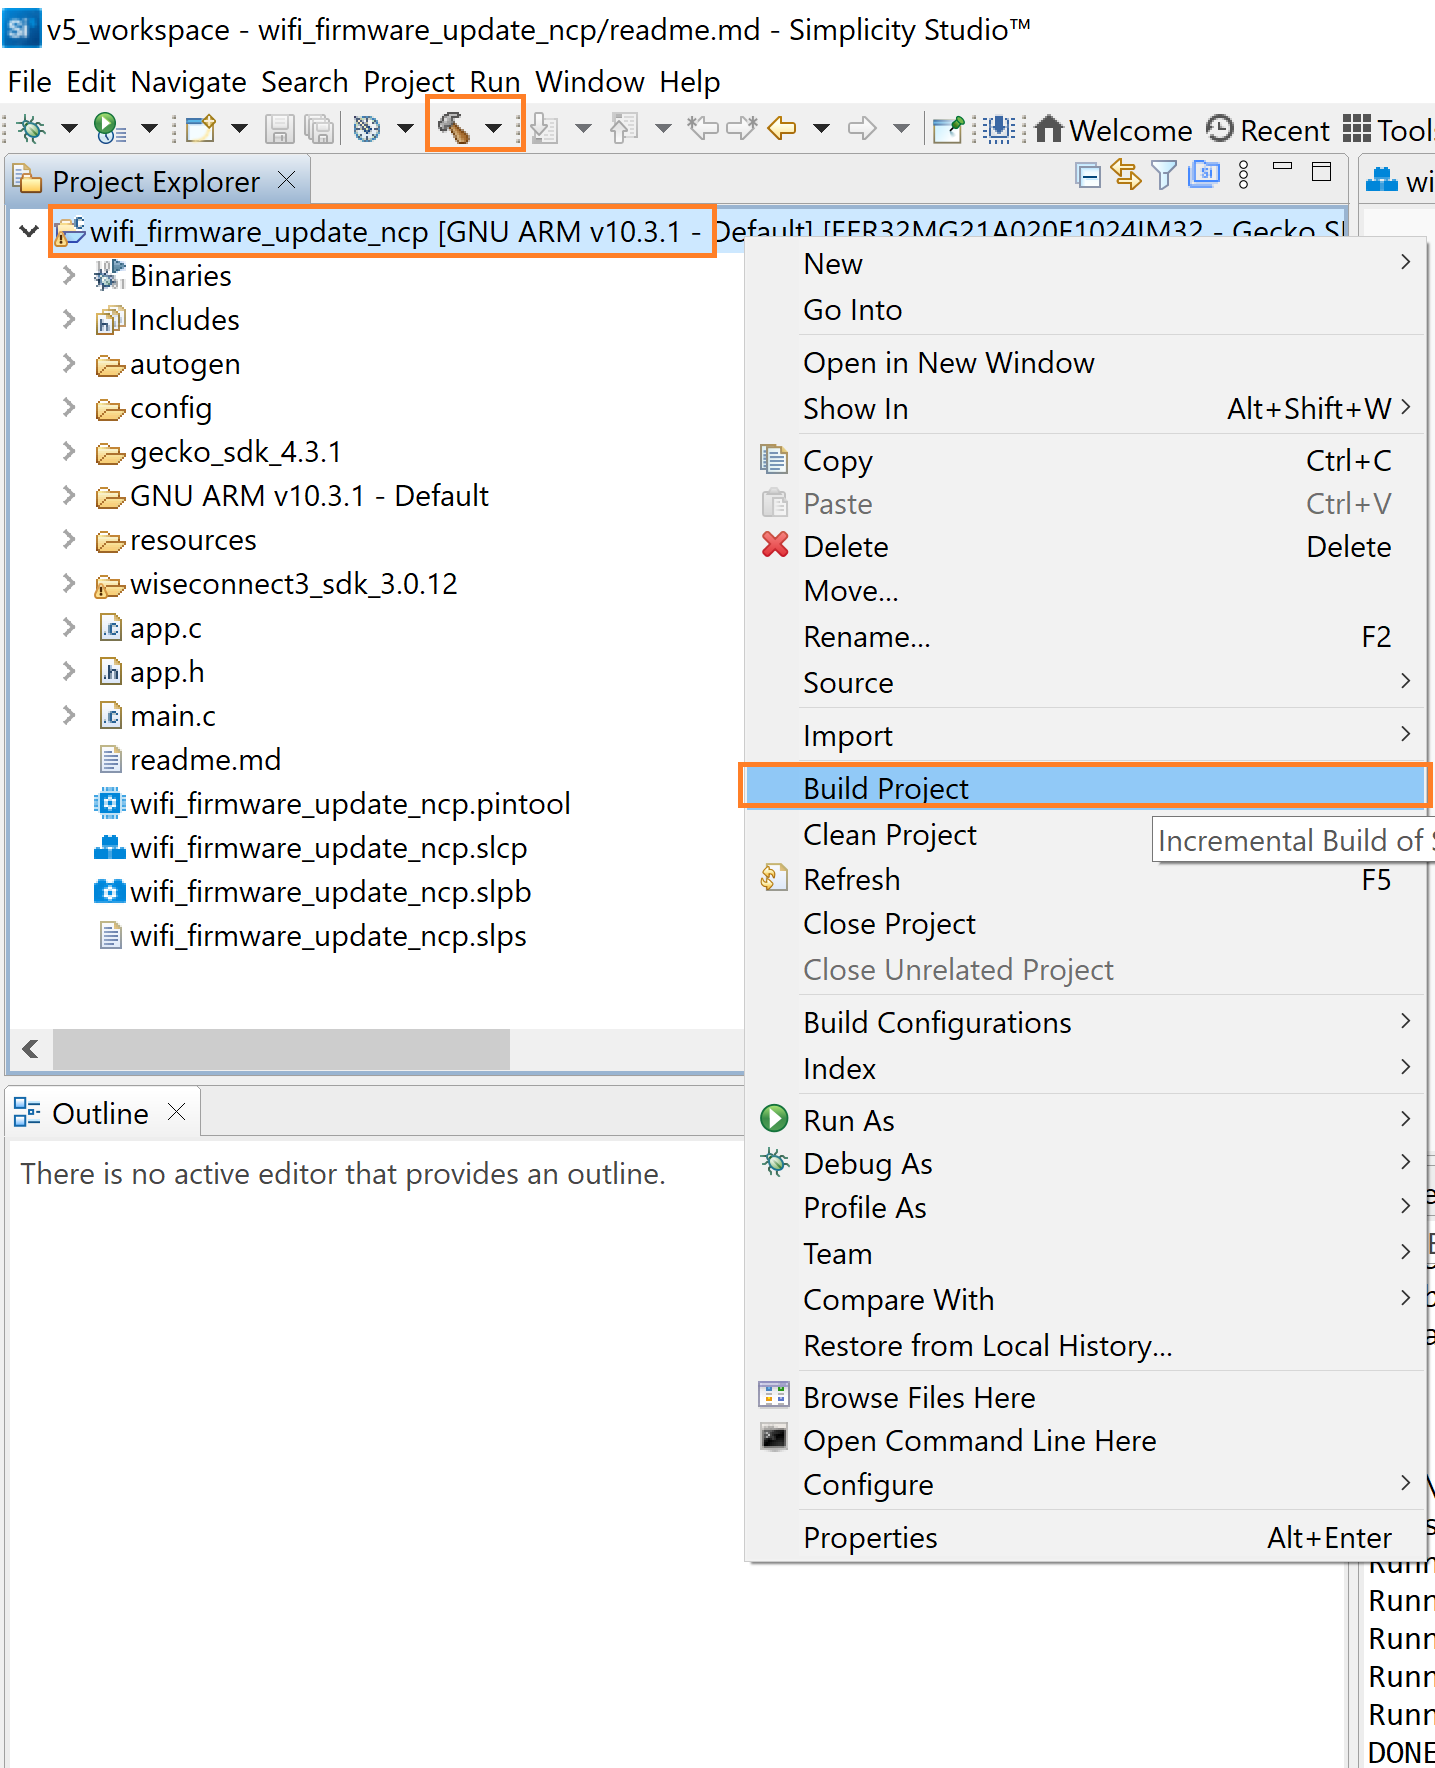 v5_workspace - wifi_firmware_update_ncp/readme.md - Simplicity Studio™
File Edit Navigate Search Project Run Window Help
Welcome Recent Tools
Project Explorer
wifi_firmware_update_ncp [GNU ARM v10.3.1 - Default] [EFR32MG21A020F1024IM32 - Gecko
Binaries
Includes
autogen
config
gecko_sdk_4.3.1
GNU ARM v10.3.1 - Default
resources
wiseconnect3_sdk_3.0.12
app.c
app.h
main.c
readme.md
wifi_firmware_update_ncp.pintool
wifi_firmware_update_ncp.slcp
wifi_firmware_update_ncp.slpb
wifi_firmware_update_ncp.slps
New
Go Into
Open in New Window
Show In Alt+Shift+W
Copy Ctrl+C
Paste Ctrl+V
Delete Delete
Move...
Rename... F2
Source
Import
Build Project
Clean Project
Incremental Build of
Refresh F5
Close Project
Close Unrelated Project
Build Configurations
Index
Run As
Debug As
Profile As
Team
Compare With
Restore from Local History...
Browse Files Here
Open Command Line Here
Configure
Properties Alt+Enter
Outline
There is no active editor that provides an outline.
Runn
Runn
Runn
Runn
Runn
DONE